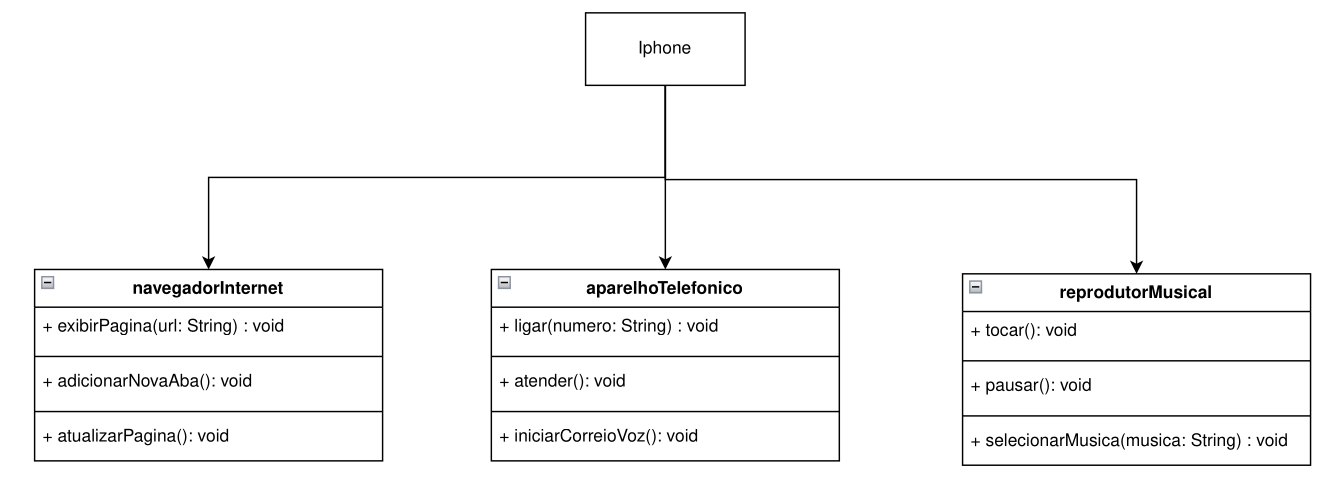 Iphone
navegadorInternet
+ exibirPagina(url: String) : void
+ adicionarNovaAba(): void
+ atualizarPagina(): void
aparelhoTelefonico
+ ligar(numero: String) : void
+ atender(): void
+ iniciarCorreioVoz(): void
reprodutorMusical
+ tocar(): void
+ pausar(): void
+ selecionarMusica(musica: String) : void